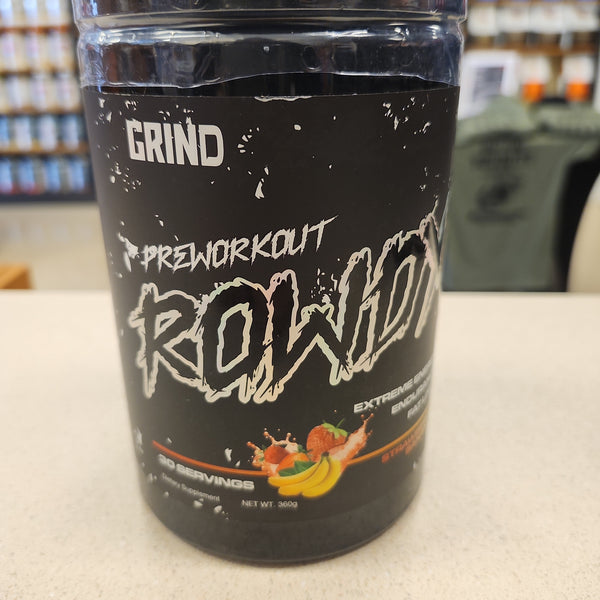 GRIND
PREWORKOUT
ROWDY
EXTREME
30 SERVINGS
Dietary Supplement
NET WT. 360g